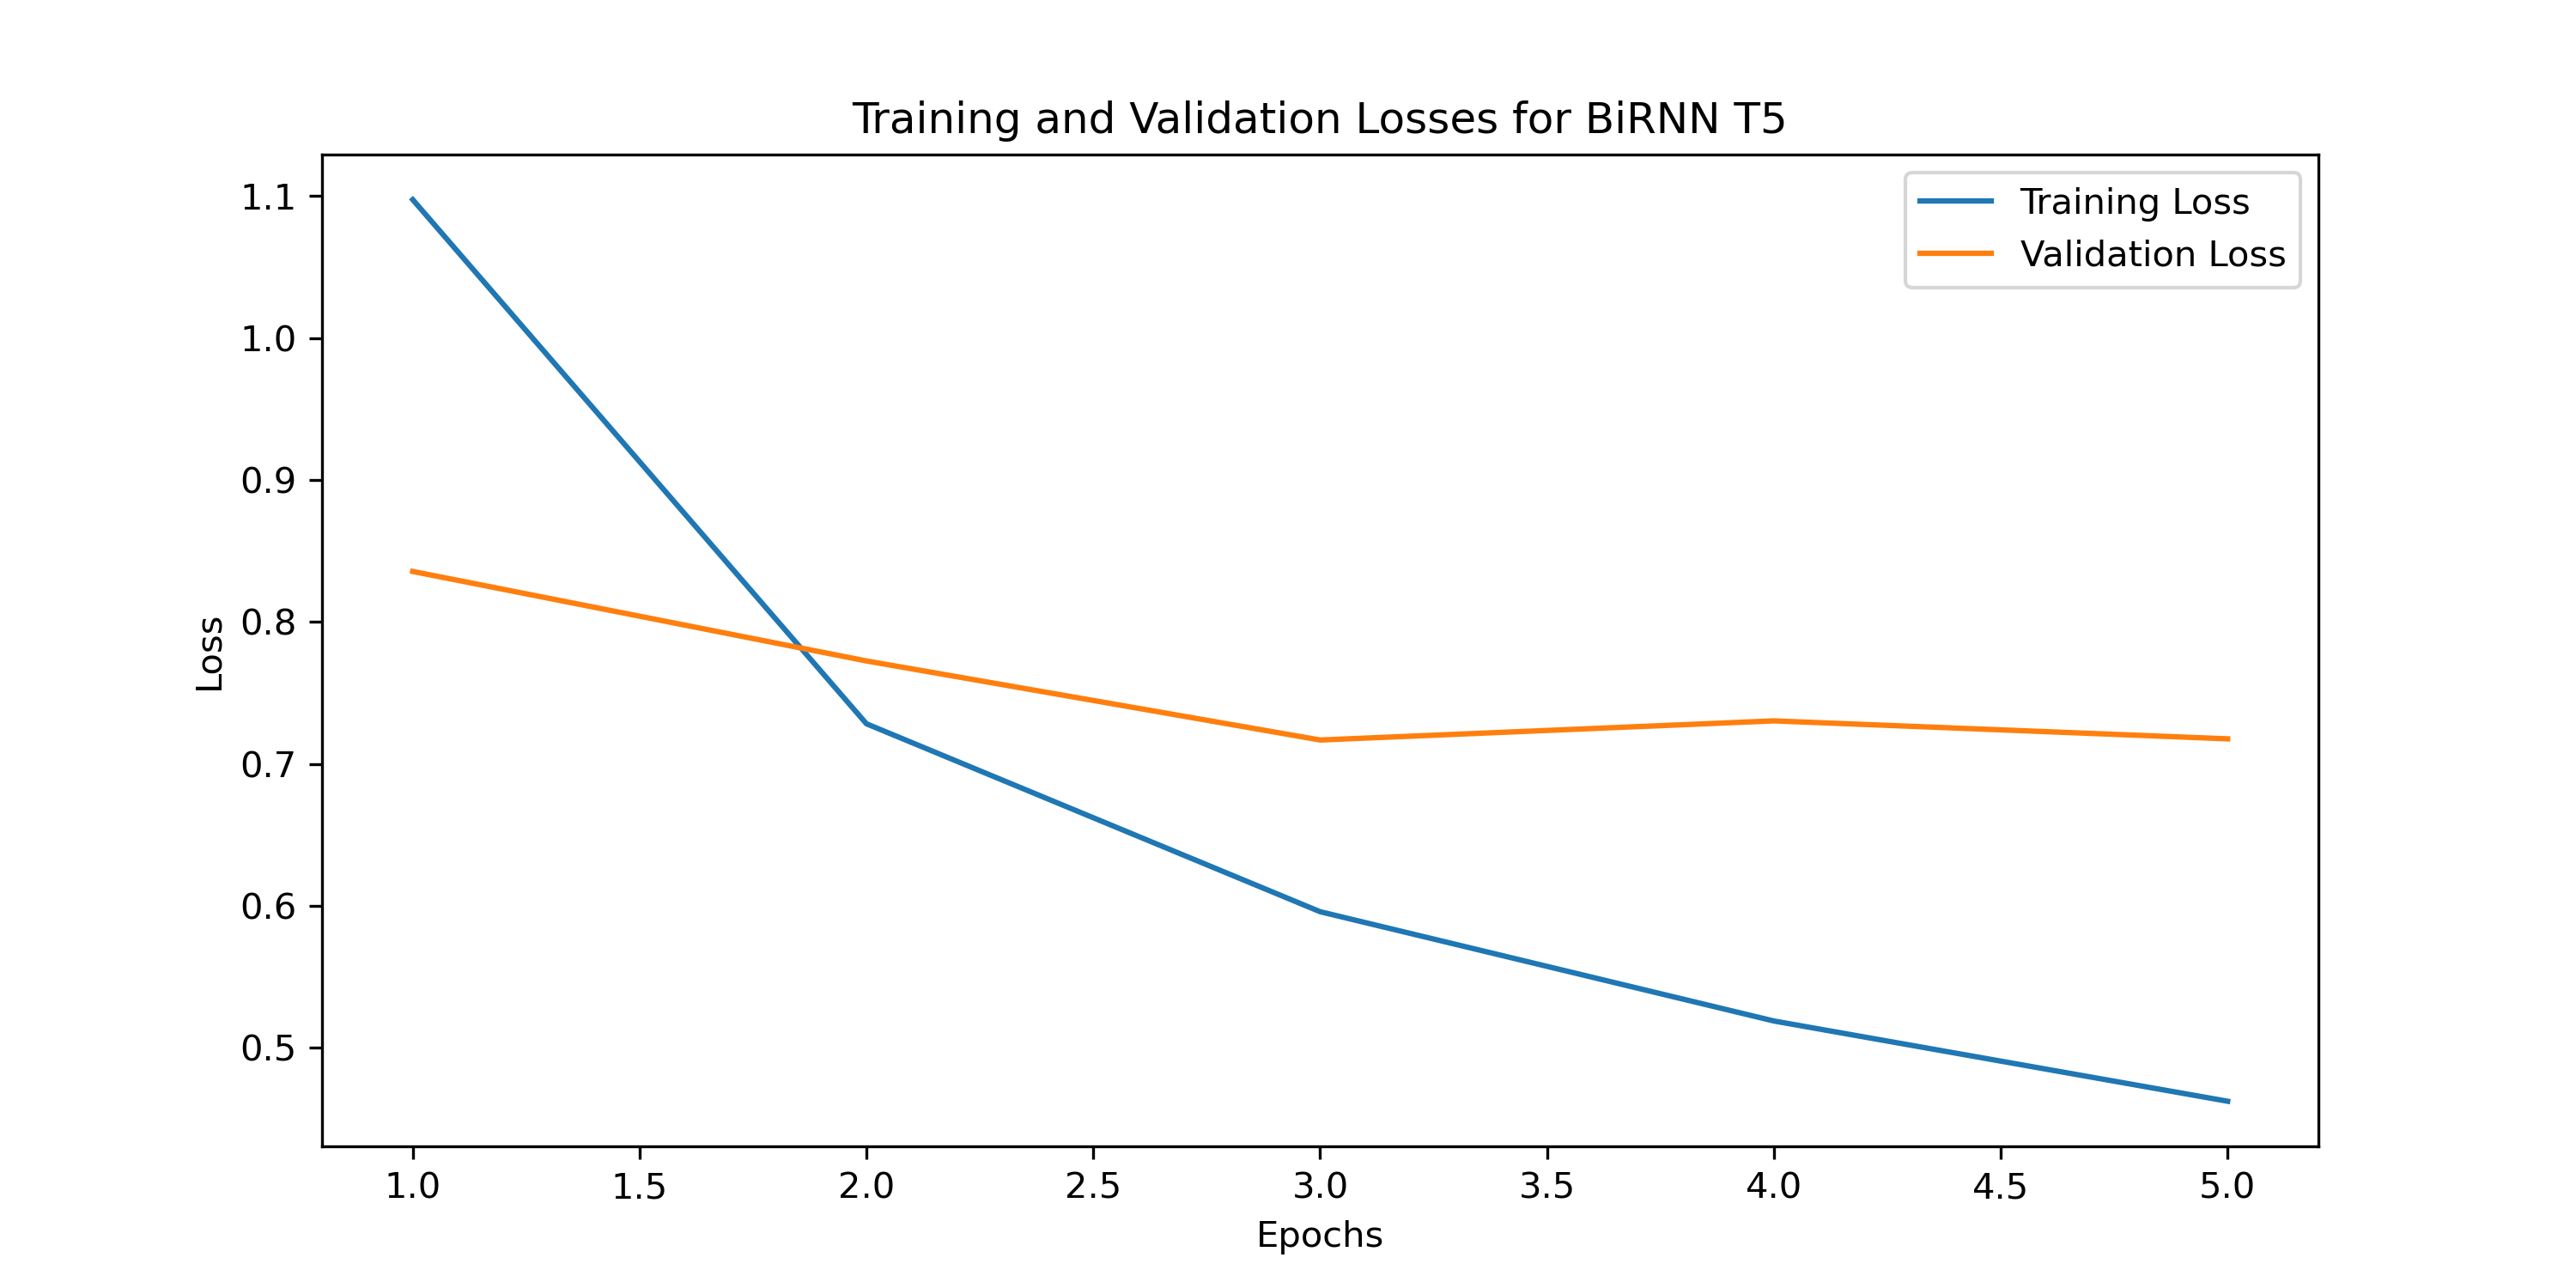 Training and Validation Losses for BiRNN T5
Training Loss
Validation Loss
Loss
1.1
1.0
0.9
0.8
0.7
0.6
0.5
1.0 1.5 2.0 2.5 3.0 3.5 4.0 4.5 5.0
Epochs